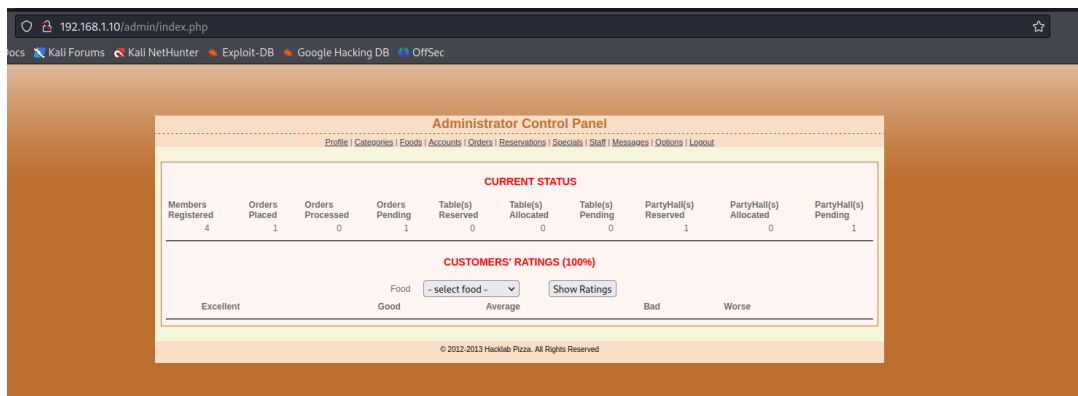 192.168.1.10/admin/index.php
Docs Kali Forums Kali NetHunter Exploit-DB Google Hacking DB OffSec
Administrator Control Panel
Profile | Categories | Foods | Accounts | Orders | Reservations | Specials | Staff | Messages | Options | Logout
CURRENT STATUS
Members Registered Orders Placed Orders Processed Orders Pending Table(s) Reserved Table(s) Allocated Table(s) Pending PartyHall(s) Reserved PartyHall(s) Allocated PartyHall(s) Pending
4 1 0 1 0 0 0 1 0 1
CUSTOMERS' RATINGS (100%)
Food - select food - Show Ratings
Excellent Good Average Bad Worse
© 2012-2013 Hacklab Pizza. All Rights Reserved